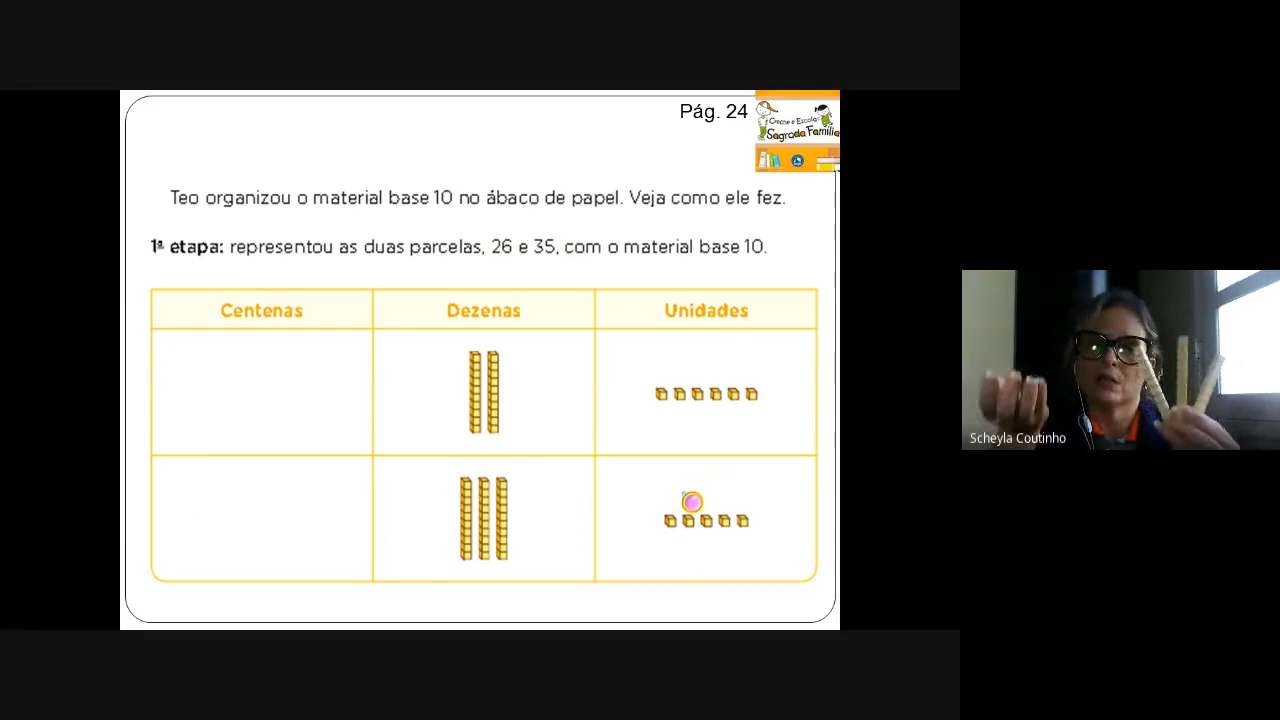 Pág. 24
Creche e Escola
Sagrada Família
Teo organizou o material base 10 no ábaco de papel. Veja como ele fez.
1ª etapa: representou as duas parcelas, 26 e 35, com o material base 10.
Centenas Dezenas Unidades
Scheyla Coutinho